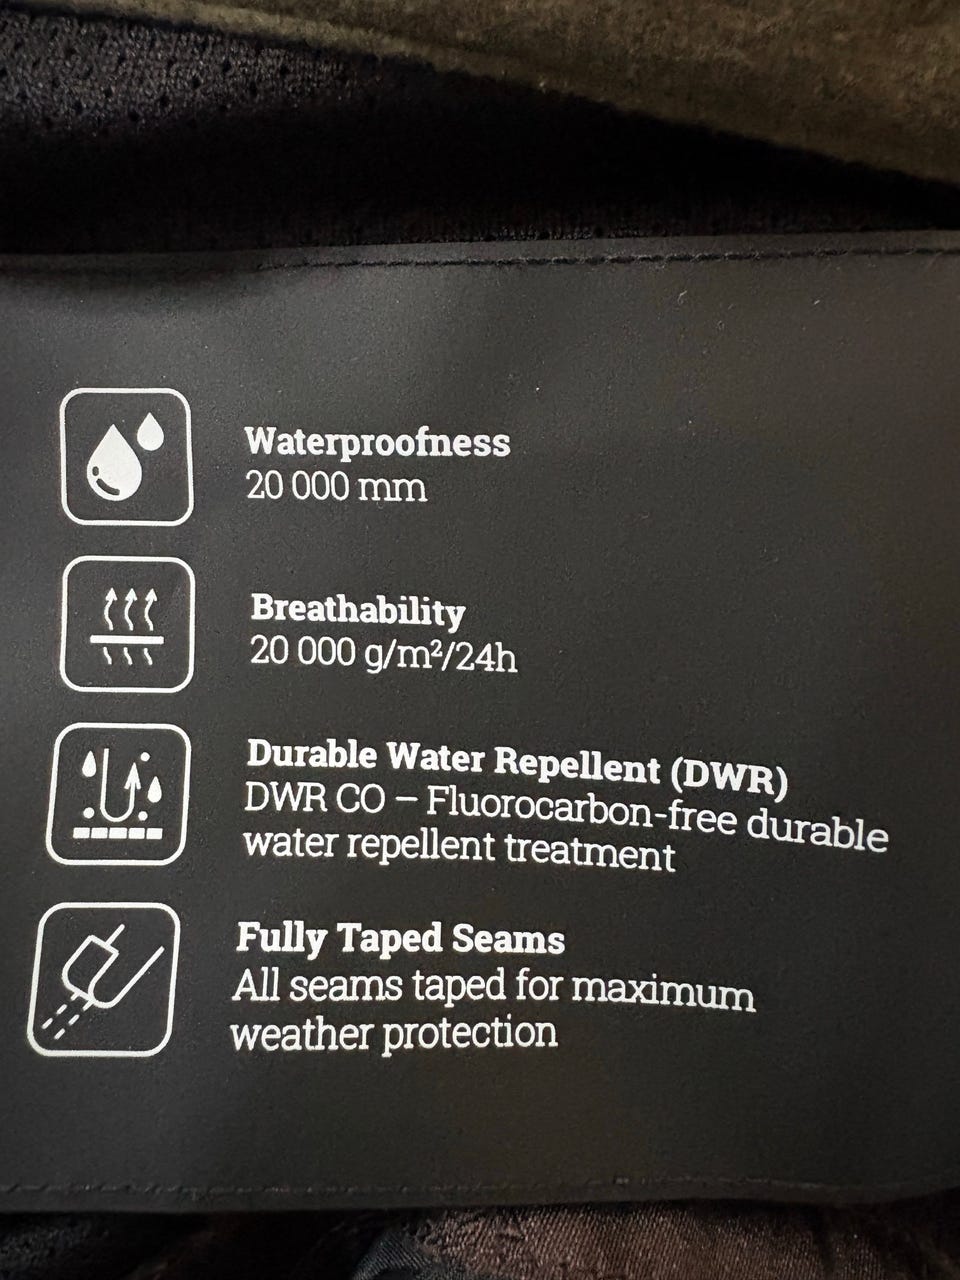 Waterproofness
20 000 mm
Breathability
20 000 g/m²/24h
Durable Water Repellent (DWR)
DWR CO – Fluorocarbon-free durable
water repellent treatment
Fully Taped Seams
All seams taped for maximum
weather protection